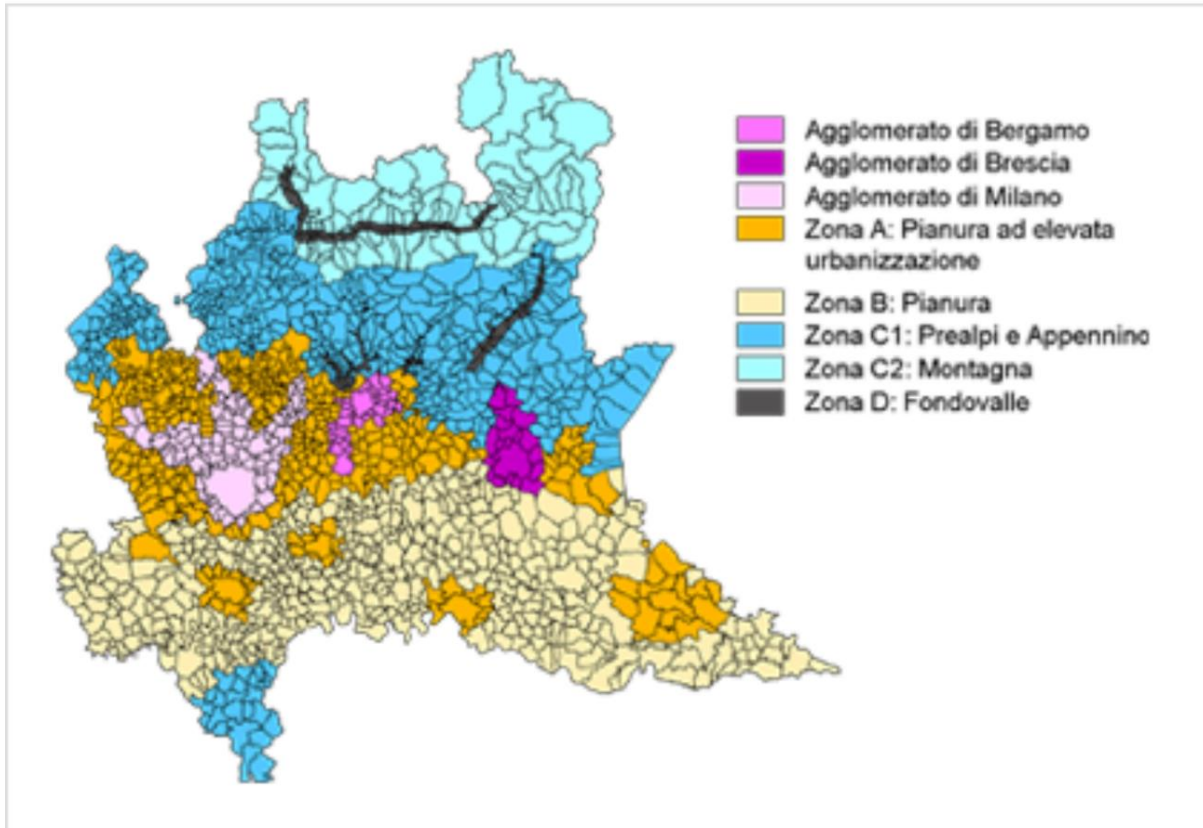 Agglomerato di Bergamo
Agglomerato di Brescia
Agglomerato di Milano
Zona A: Pianura ad elevata
urbanizzazione
Zona B: Pianura
Zona C1: Prealpi e Appennino
Zona C2: Montagna
Zona D: Fondovalle